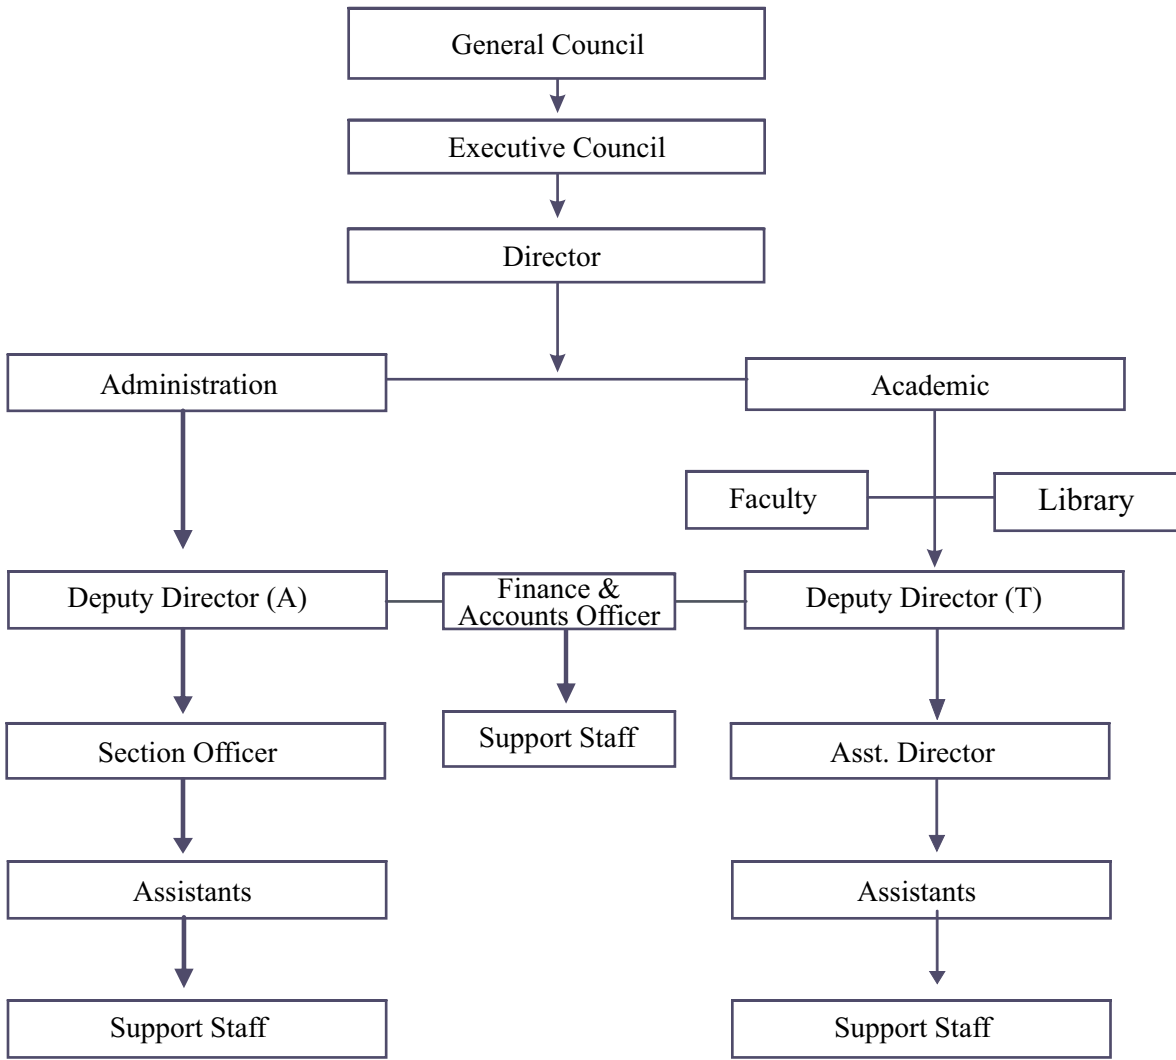 General Council
Executive Council
Director
Administration
Academic
Faculty
Library
Deputy Director (A)
Finance &
Accounts Officer
Deputy Director (T)
Section Officer
Support Staff
Asst. Director
Assistants
Assistants
Support Staff
Support Staff